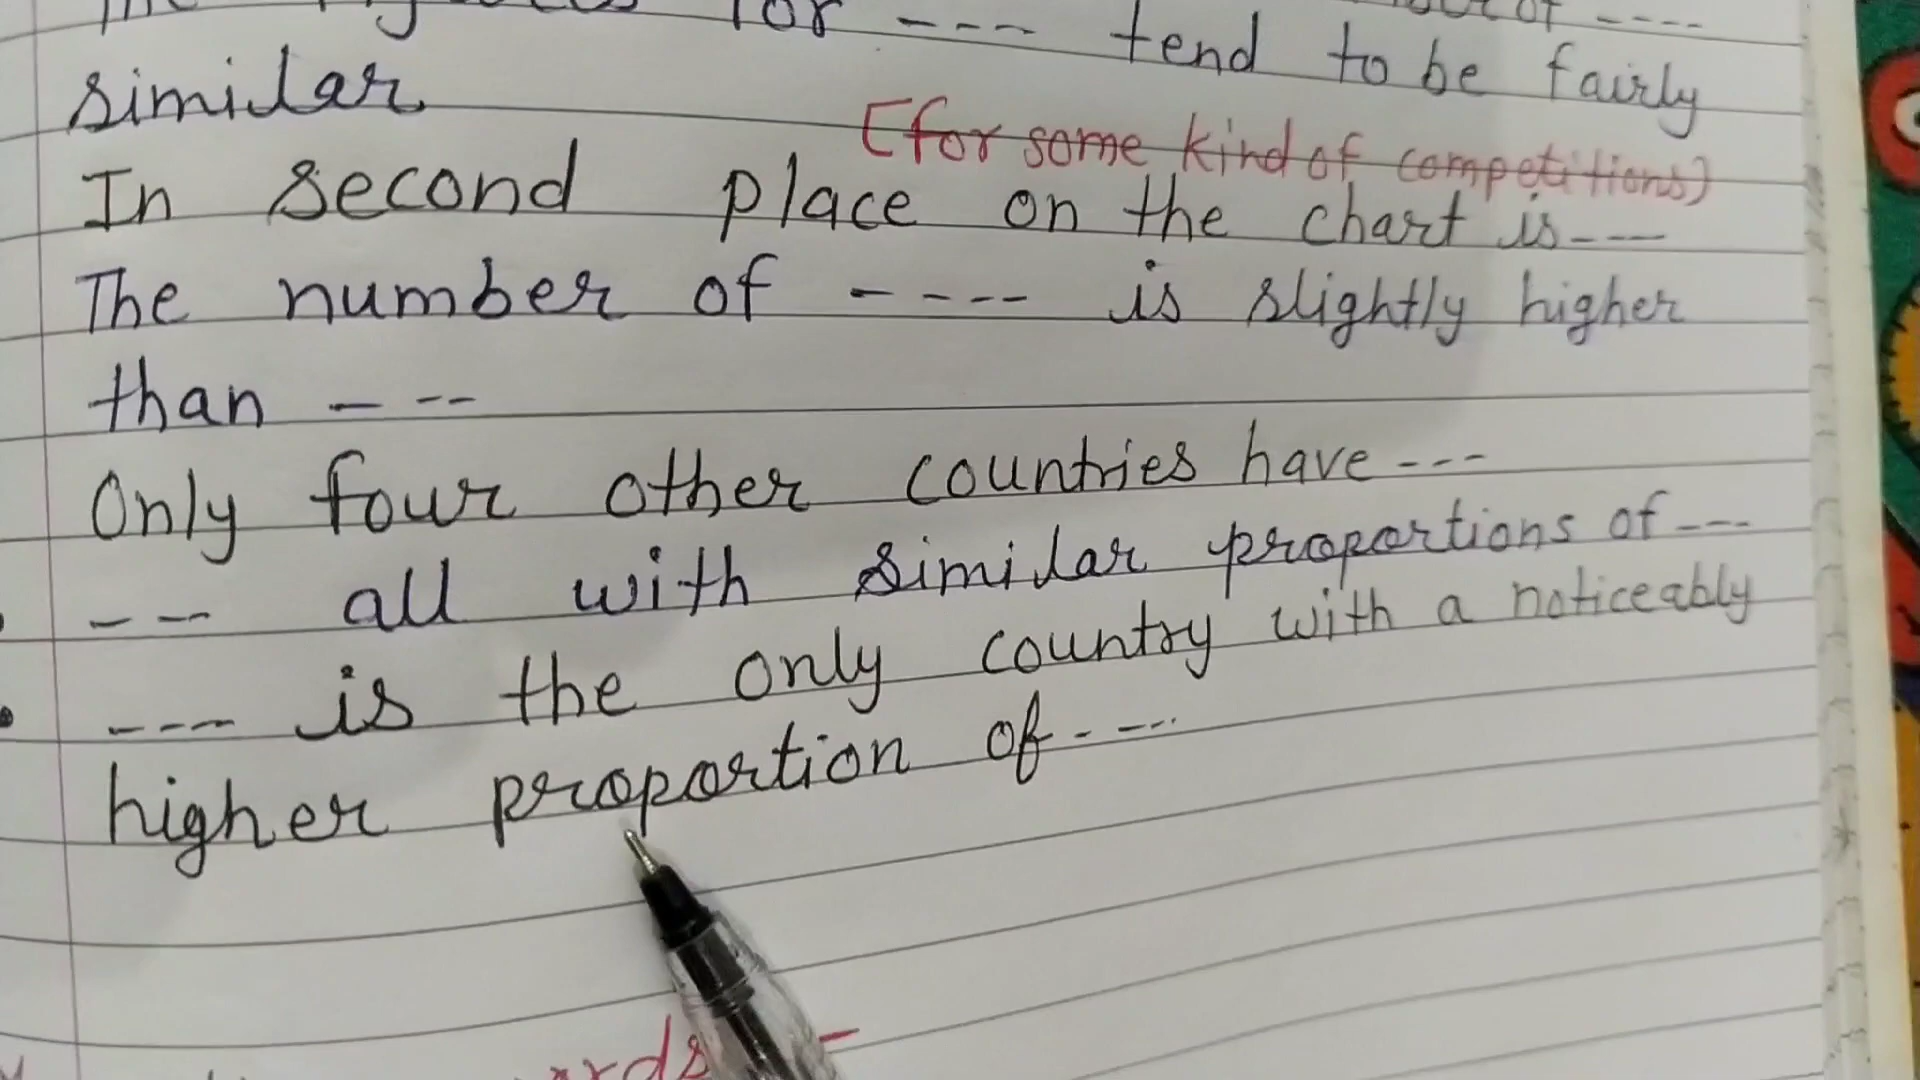 for --- tend to be fairly
similar
(for some kind of competitions)
In second place on the chart is ---
The number of ---- is slightly higher
than ---
Only four other countries have ---
-- all with similar proportions of ---
--- is the only country with a noticeably
higher proportion of ----